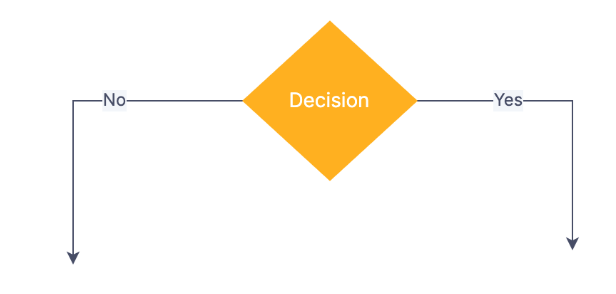 No
Decision
Yes